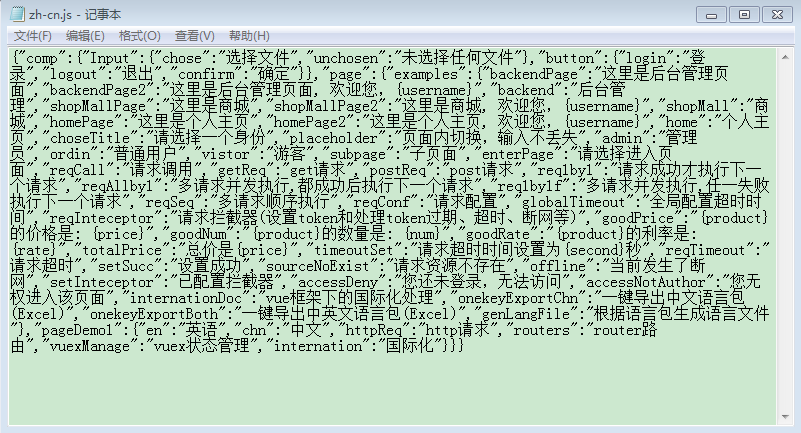 zh-cn.js - 记事本
文件(F) 编辑(E) 格式(O) 查看(V) 帮助(H)
{"comp":{"Input":{"chose":"选择文件","unchosen":"未选择任何文件"},"button":{"login":"登
录","logout":"退出","confirm":"确定"}},"page":{"examples":{"backendPage":"这里是后台管理页
面","backendPage2":"这里是后台管理页面, 欢迎您, {username}","backend":"后台管
理","shopMallPage":"这里是商城","shopMallPage2":"这里是商城, 欢迎您, {username}","shopMall":"商
城","homePage":"这里是个人主页","homePage2":"这里是个人主页, 欢迎您, {username}","home":"个人主
页","choseTitle":"请选择一个身份","placeholder":"页面内切换, 输入不丢失","admin":"管理
员","ordin":"普通用户","vistor":"游客","subpage":"子页面","enterPage":"请选择进入页
面","reqCall":"请求调用","getReq":"get请求","postReq":"post请求","req1by1":"请求成功才执行下一
个请求","reqAllby1":"多请求并发执行,都成功后执行下一个请求","req1by1f":"多请求并发执行,任一失败
执行下一个请求","reqSeq":"多请求顺序执行","reqConf":"请求配置","globalTimeout":"全局配置超时时
间","reqInteceptor":"请求拦截器(设置token和处理token过期、超时、断网等)","goodPrice":"{product}
的价格是: {price}","goodNum":"{product}的数量是: {num}","goodRate":"{product}的利率是:
{rate}","totalPrice":"总价是{price}","timeoutSet":"请求超时时间设置为{second}秒","reqTimeout":"
请求超时","setSucc":"设置成功","sourceNoExist":"请求资源不存在","offline":"当前发生了断
网","setInteceptor":"已配置拦截器","accessDeny":"您还未登录, 无法访问","accessNotAuthor":"您无
权进入该页面","internationDoc":"vue框架下的国际化处理","onekeyExportChn":"一键导出中文语言包
(Excel)","onekeyExportBoth":"一键导出中英文语言包(Excel)","genLangFile":"根据语言包生成语言文件
"},"pageDemo1":{"en":"英语","chn":"中文","httpReq":"http请求","routers":"router路
由","vuexManage":"vuex状态管理","internation":"国际化"}}}